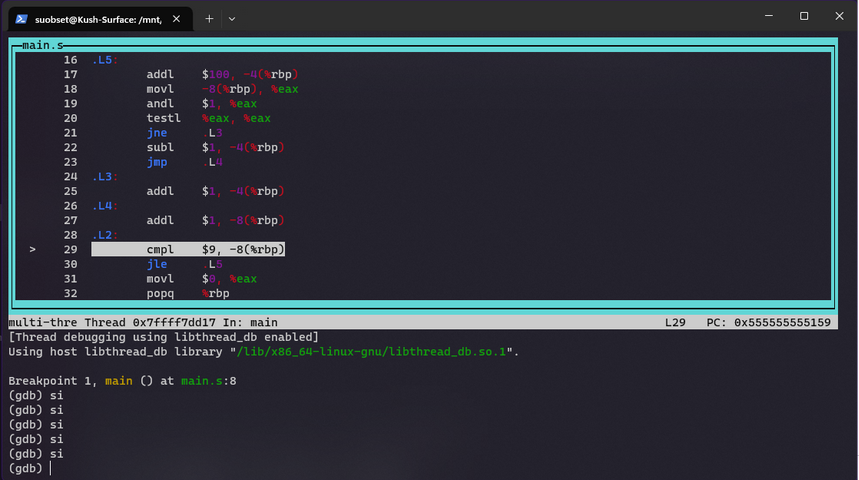 suobset@Kush-Surface: /mnt,
main.s
16 .L5:
17 addl $100, -4(%rbp)
18 movl -8(%rbp), %eax
19 andl $1, %eax
20 testl %eax, %eax
21 jne .L3
22 subl $1, -4(%rbp)
23 jmp .L4
24 .L3:
25 addl $1, -4(%rbp)
26 .L4:
27 addl $1, -8(%rbp)
28 .L2:
> 29 cmpl $9, -8(%rbp)
30 jle .L5
31 movl $0, %eax
32 popq %rbp
multi-thre Thread 0x7ffff7dd17 In: main L29 PC: 0x555555555159
[Thread debugging using libthread_db enabled]
Using host libthread_db library "/lib/x86_64-linux-gnu/libthread_db.so.1".
Breakpoint 1, main () at main.s:8
(gdb) si
(gdb) si
(gdb) si
(gdb) si
(gdb) si
(gdb)